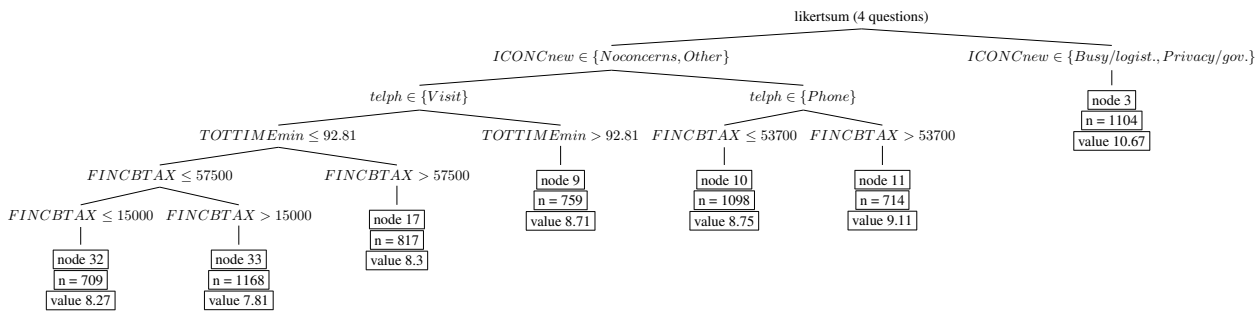 likertsum (4 questions)
ICONCnew ∈ {Noconcerns, Other}
ICONCnew ∈ {Busy/logist., Privacy/gov.}
telph ∈ {Visit}
telph ∈ {Phone}
node 3
n = 1104
value 10.67
TOTTIMEmin ≤ 92.81
TOTTIMEmin > 92.81
FINCBTAX ≤ 53700
FINCBTAX > 53700
FINCBTAX ≤ 57500
FINCBTAX > 57500
node 9
n = 759
value 8.71
node 10
n = 1098
value 8.75
node 11
n = 714
value 9.11
FINCBTAX ≤ 15000
FINCBTAX > 15000
node 17
n = 817
value 8.3
node 32
n = 709
value 8.27
node 33
n = 1168
value 7.81